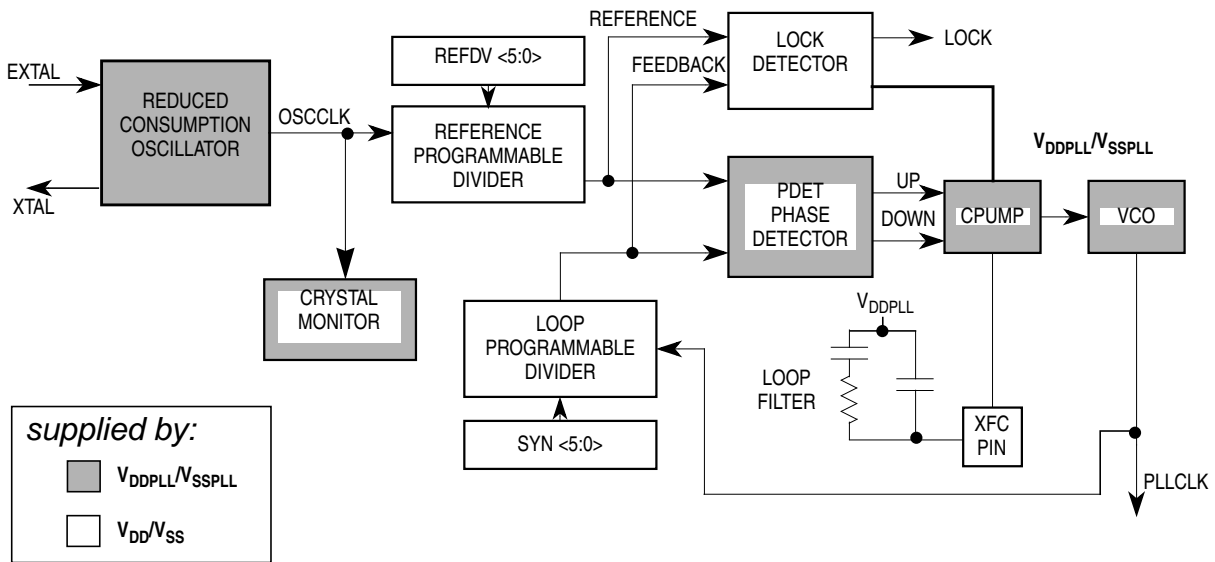 REFERENCE
LOCK
DETECTOR
LOCK
REFDV <5:0>
FEEDBACK
EXTAL
REDUCED
CONSUMPTION
OSCILLATOR
OSCCLK
REFERENCE
PROGRAMMABLE
DIVIDER
XTAL
VDDPLL/VSSPLL
PDET
PHASE
DETECTOR
UP
DOWN
CPUMP
VCO
CRYSTAL
MONITOR
LOOP
PROGRAMMABLE
DIVIDER
VDDPLL
LOOP
FILTER
XFC
PIN
SYN <5:0>
PLLCLK
supplied by:
VDDPLL/VSSPLL
VDD/VSS